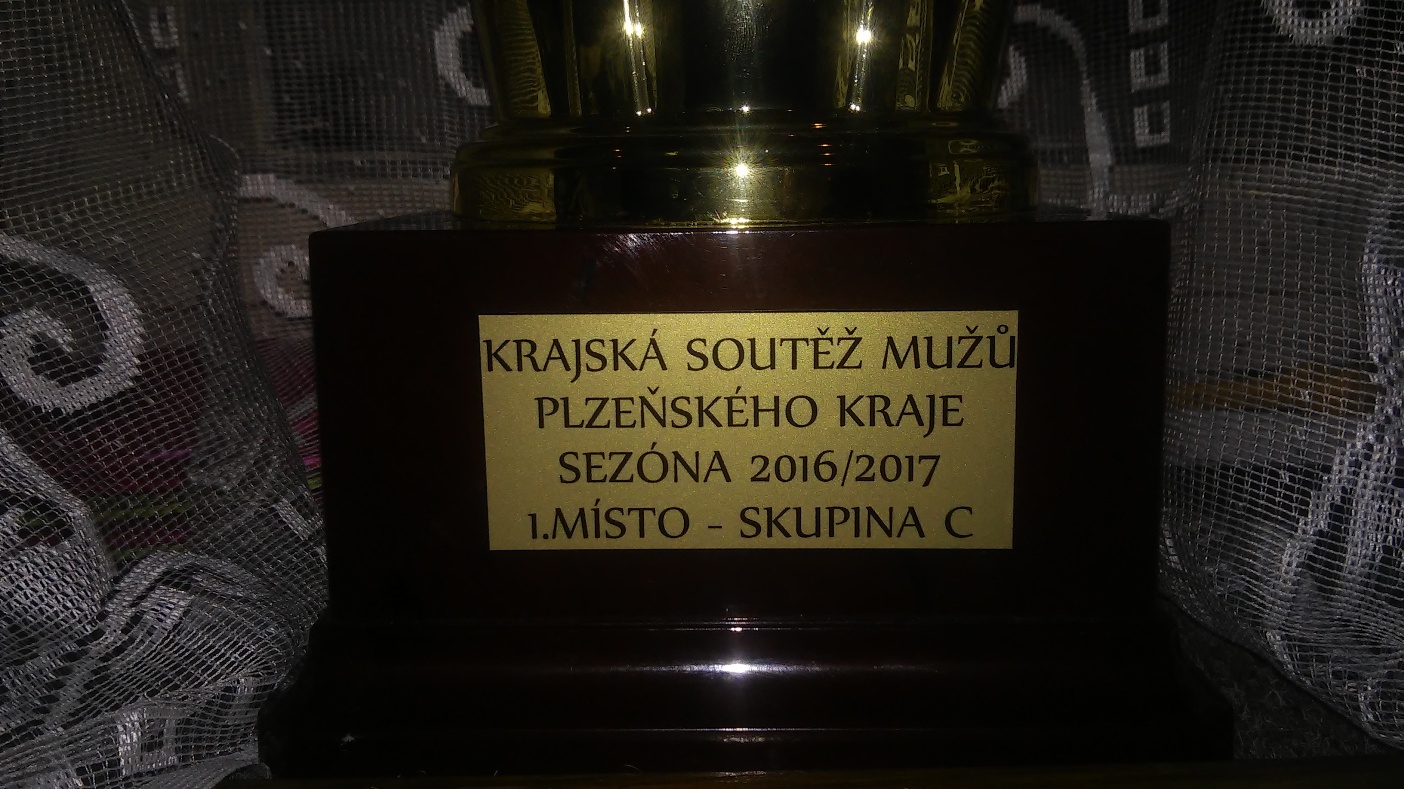 KRAJSKÁ SOUTĚŽ MUŽŮ
PLZEŇSKÉHO KRAJE
SEZÓNA 2016/2017
1.MÍSTO - SKUPINA C